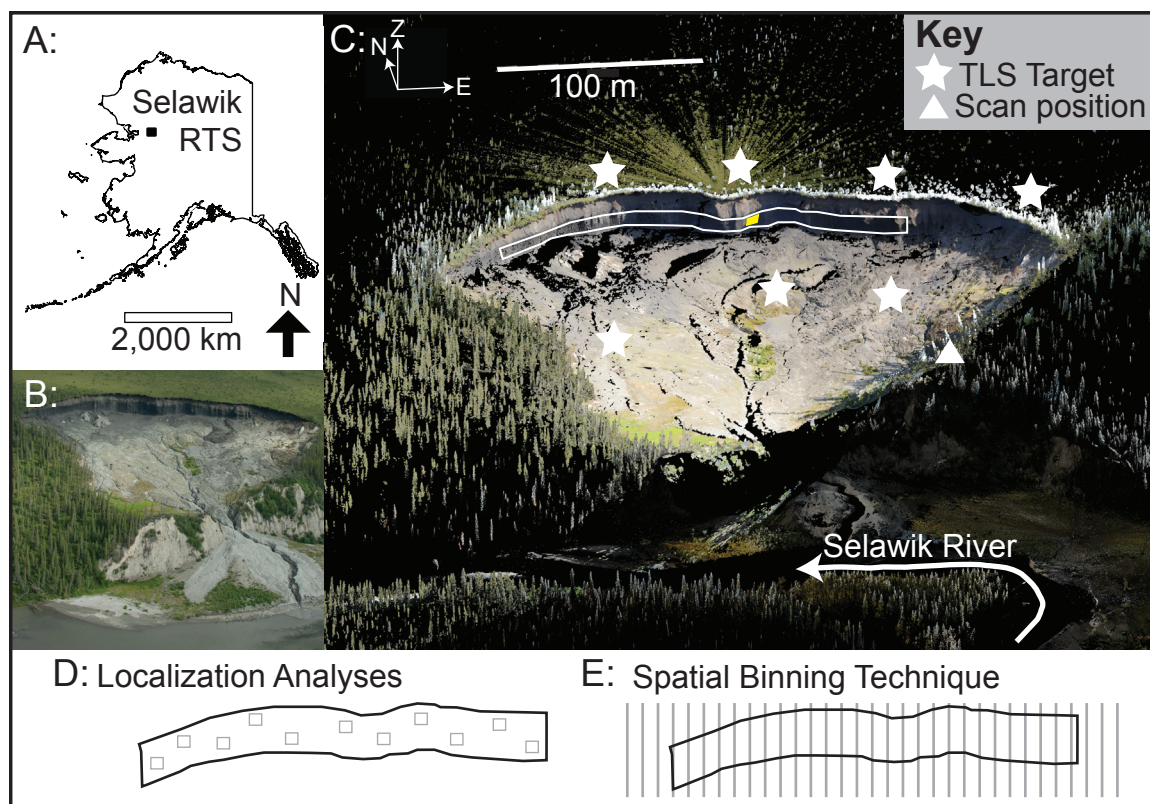 A:
Selawik
RTS
2,000 km
N
B:
C:
Z
N
E
100 m
Key
TLS Target
Scan position
Selawik River
D: Localization Analyses
E: Spatial Binning Technique